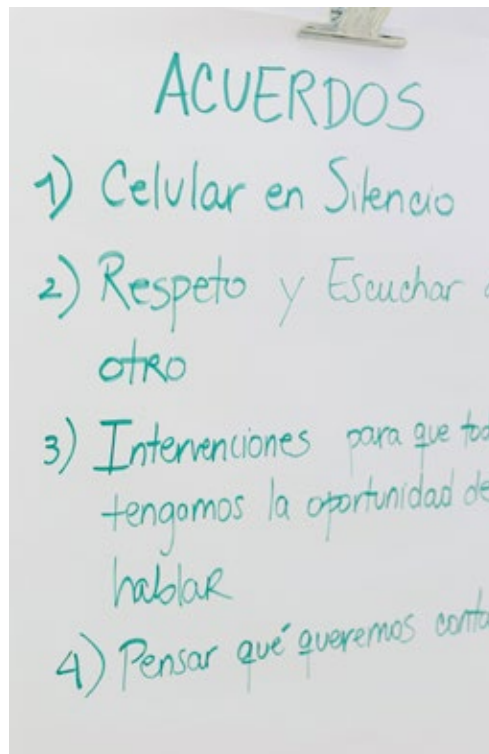 ACUERDOS
1) Celular en Silencio
2) Respeto y Escuchar
otro
3) Intervenciones para que
tengamos la oportunidad de
hablar
4) Pensar qué queremos